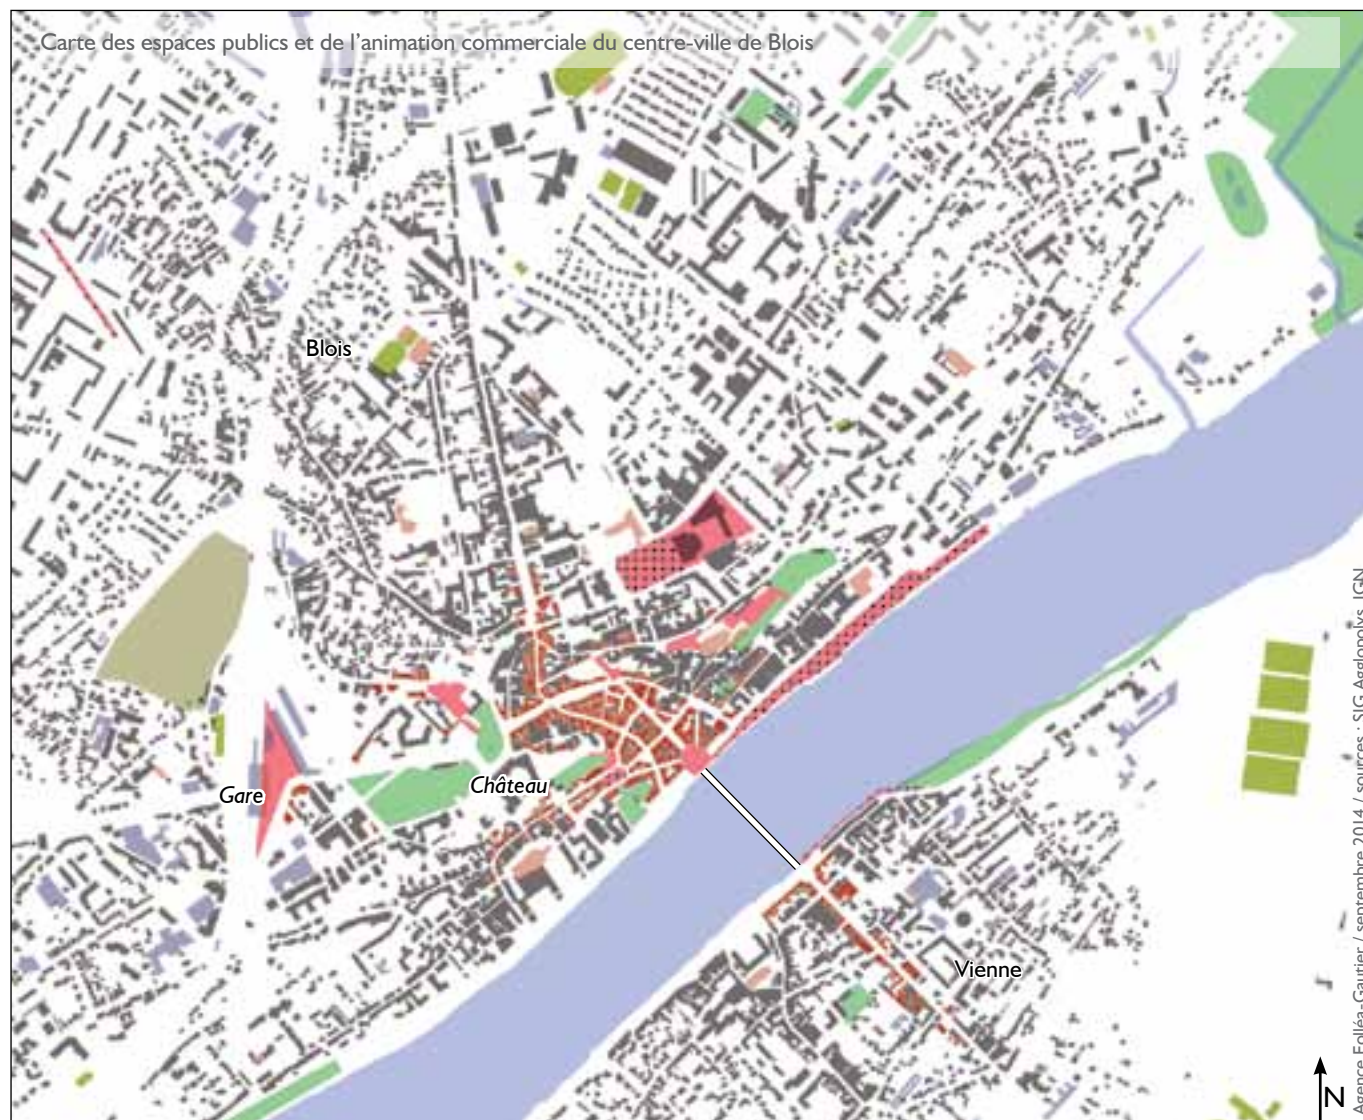 Carte des espaces publics et de l'animation commerciale du centre-ville de Blois
Blois
Gare
Château
Vienne
N
Agence Folléa-Gautier / septembre 2014 / sources : SIG Agglopolys, IGN